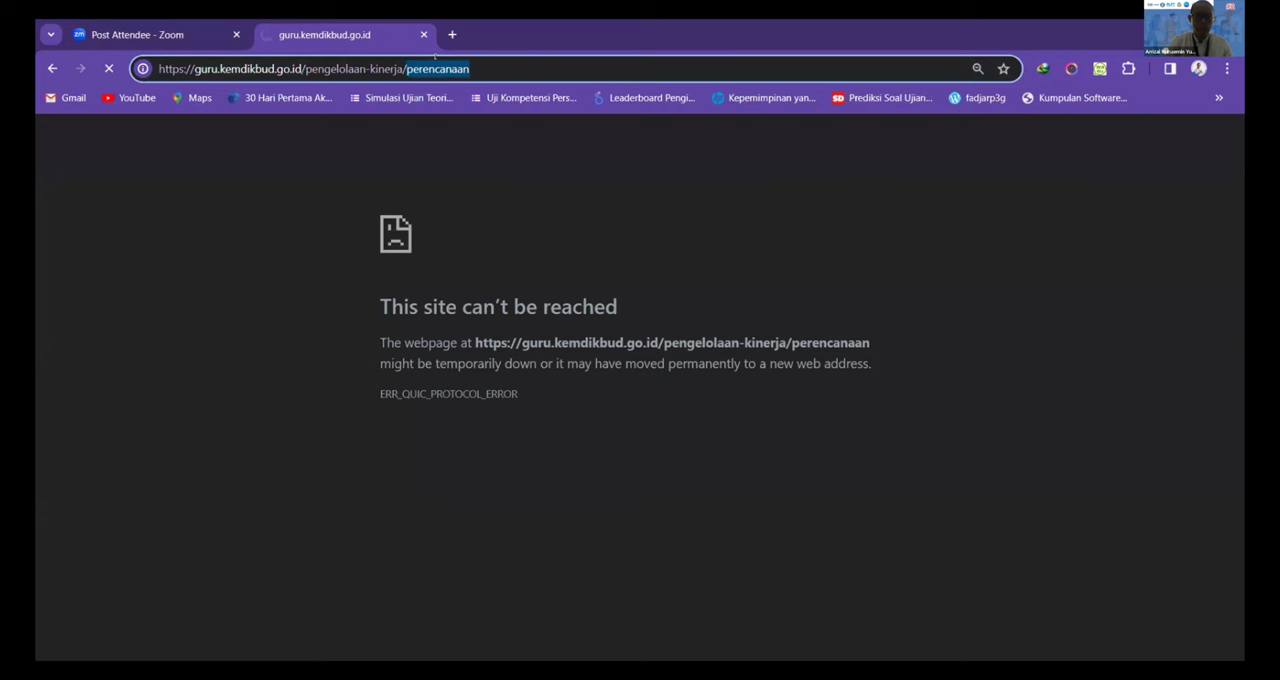 Post Attendee - Zoom
guru.kemdikbud.go.id
https://guru.kemdikbud.go.id/pengelolaan-kinerja/perencanaan
Gmail
YouTube
Maps
30 Hari Pertama Ak...
Simulasi Ujian Teori...
Uji Kompetensi Pers...
Leaderboard Pengi...
Kepemimpinan yan...
Prediksi Soal Ujian...
fadjarp3g
Kumpulan Software...
This site can't be reached
The webpage at https://guru.kemdikbud.go.id/pengelolaan-kinerja/perencanaan
might be temporarily down or it may have moved permanently to a new web address.
ERR_QUIC_PROTOCOL_ERROR